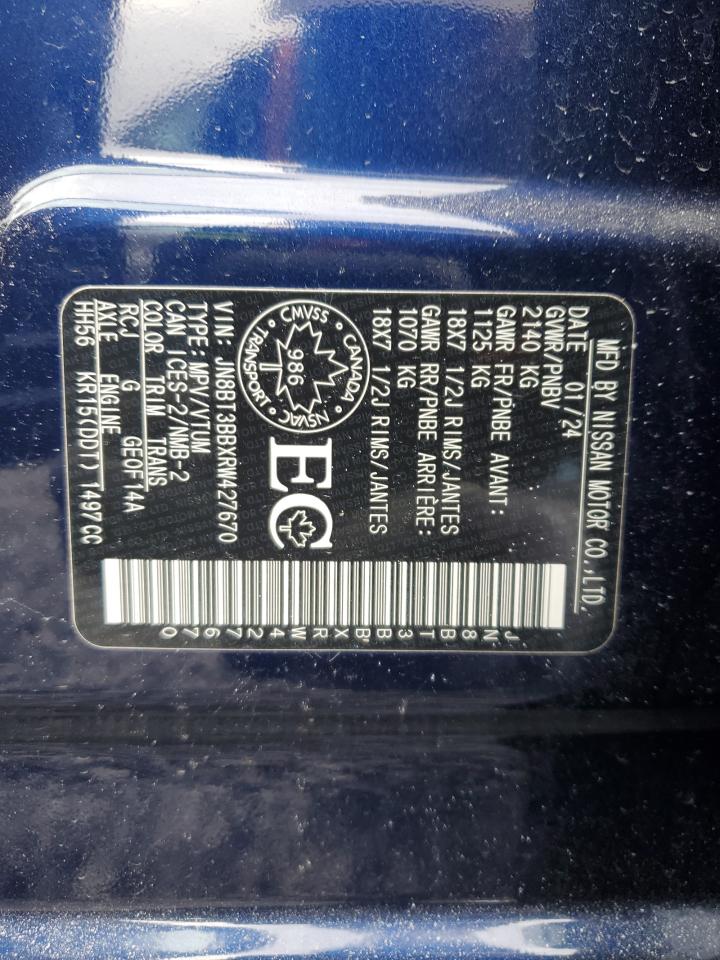 MFD BY NISSAN MOTOR CO.,LTD.
DATE 01/24
GVWR/PNBV
2140 KG
GAWR FR/PNBE AVANT:
1125 KG
18X7 1/2J RIMS/JANTES
GAWR RR/PNBE ARRIÈRE:
1070 KG
18X7 1/2J RIMS/JANTES
CMVSS • CANADA • NSVAC • TRANSPORT •
986
EC
VIN: JN8BT3BBXRW427670
TYPE: MPV/VTUM
CAN ICES-2/NMB-2
COLOR TRIM TRANS
RCJ G GE0F14A
AXLE ENGINE
HH56 KR15(DDT) 1497CC
JN8BT3BBXRW427670